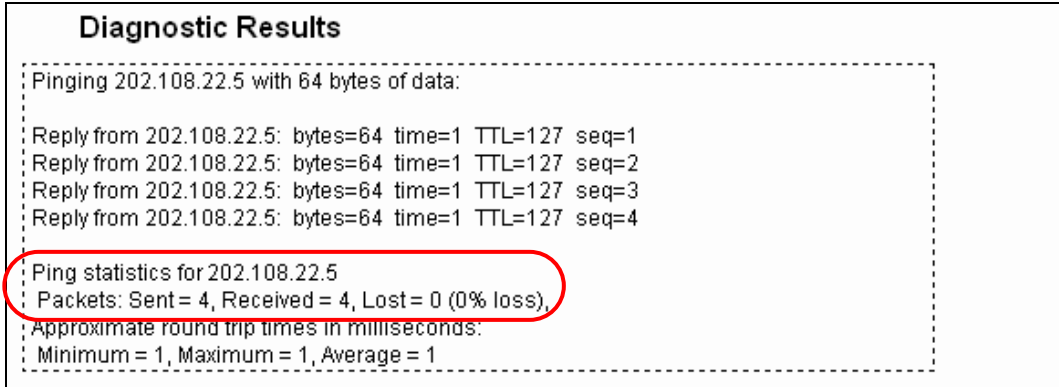 Diagnostic Results
Pinging 202.108.22.5 with 64 bytes of data:
Reply from 202.108.22.5: bytes=64 time=1 TTL=127 seq=1
Reply from 202.108.22.5: bytes=64 time=1 TTL=127 seq=2
Reply from 202.108.22.5: bytes=64 time=1 TTL=127 seq=3
Reply from 202.108.22.5: bytes=64 time=1 TTL=127 seq=4
Ping statistics for 202.108.22.5
Packets: Sent = 4, Received = 4, Lost = 0 (0% loss),
Approximate round trip times in milliseconds:
Minimum = 1, Maximum = 1, Average = 1